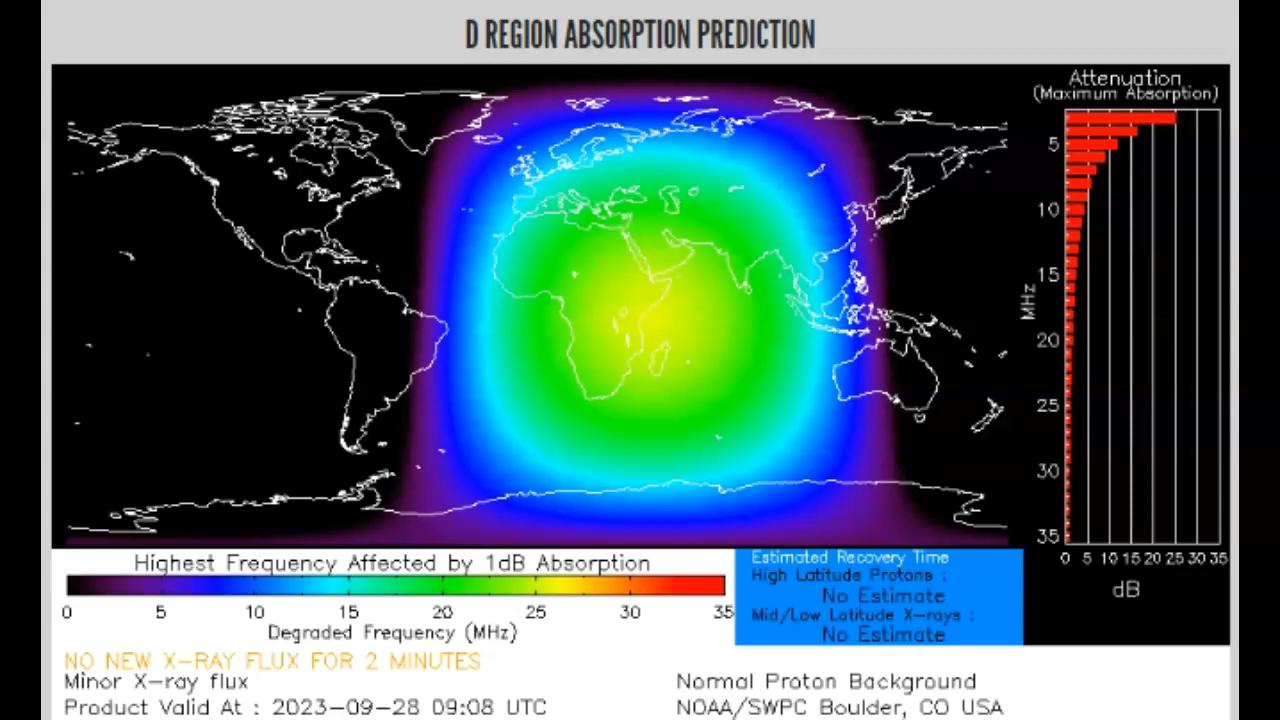 D REGION ABSORPTION PREDICTION
Attenuation
(Maximum Absorption)
5
10
15
20
25
30
35
MHz
0 5 10 15 20 25 30 35
dB
Highest Frequency Affected by 1dB Absorption
0 5 10 15 20 25 30 35
Degraded Frequency (MHz)
Estimated Recovery Time
High Latitude Protons :
No Estimate
Mid/Low Latitude X-rays :
No Estimate
NO NEW X-RAY FLUX FOR 2 MINUTES
Minor X-ray flux
Normal Proton Background
Product Valid At : 2023-09-28 09:08 UTC
NOAA/SWPC Boulder, CO USA